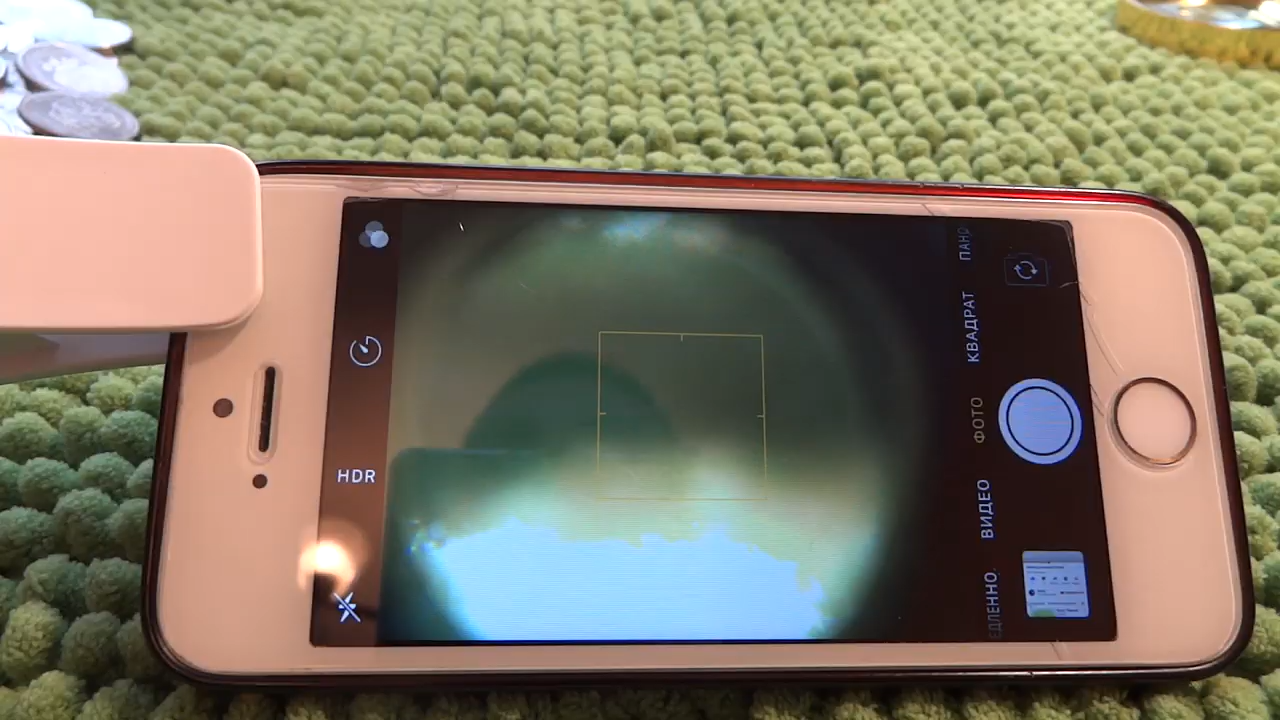 HDR
ПАНО
КВАДРАТ
ФОТО
ВИДЕО
ЕДЛЕННО